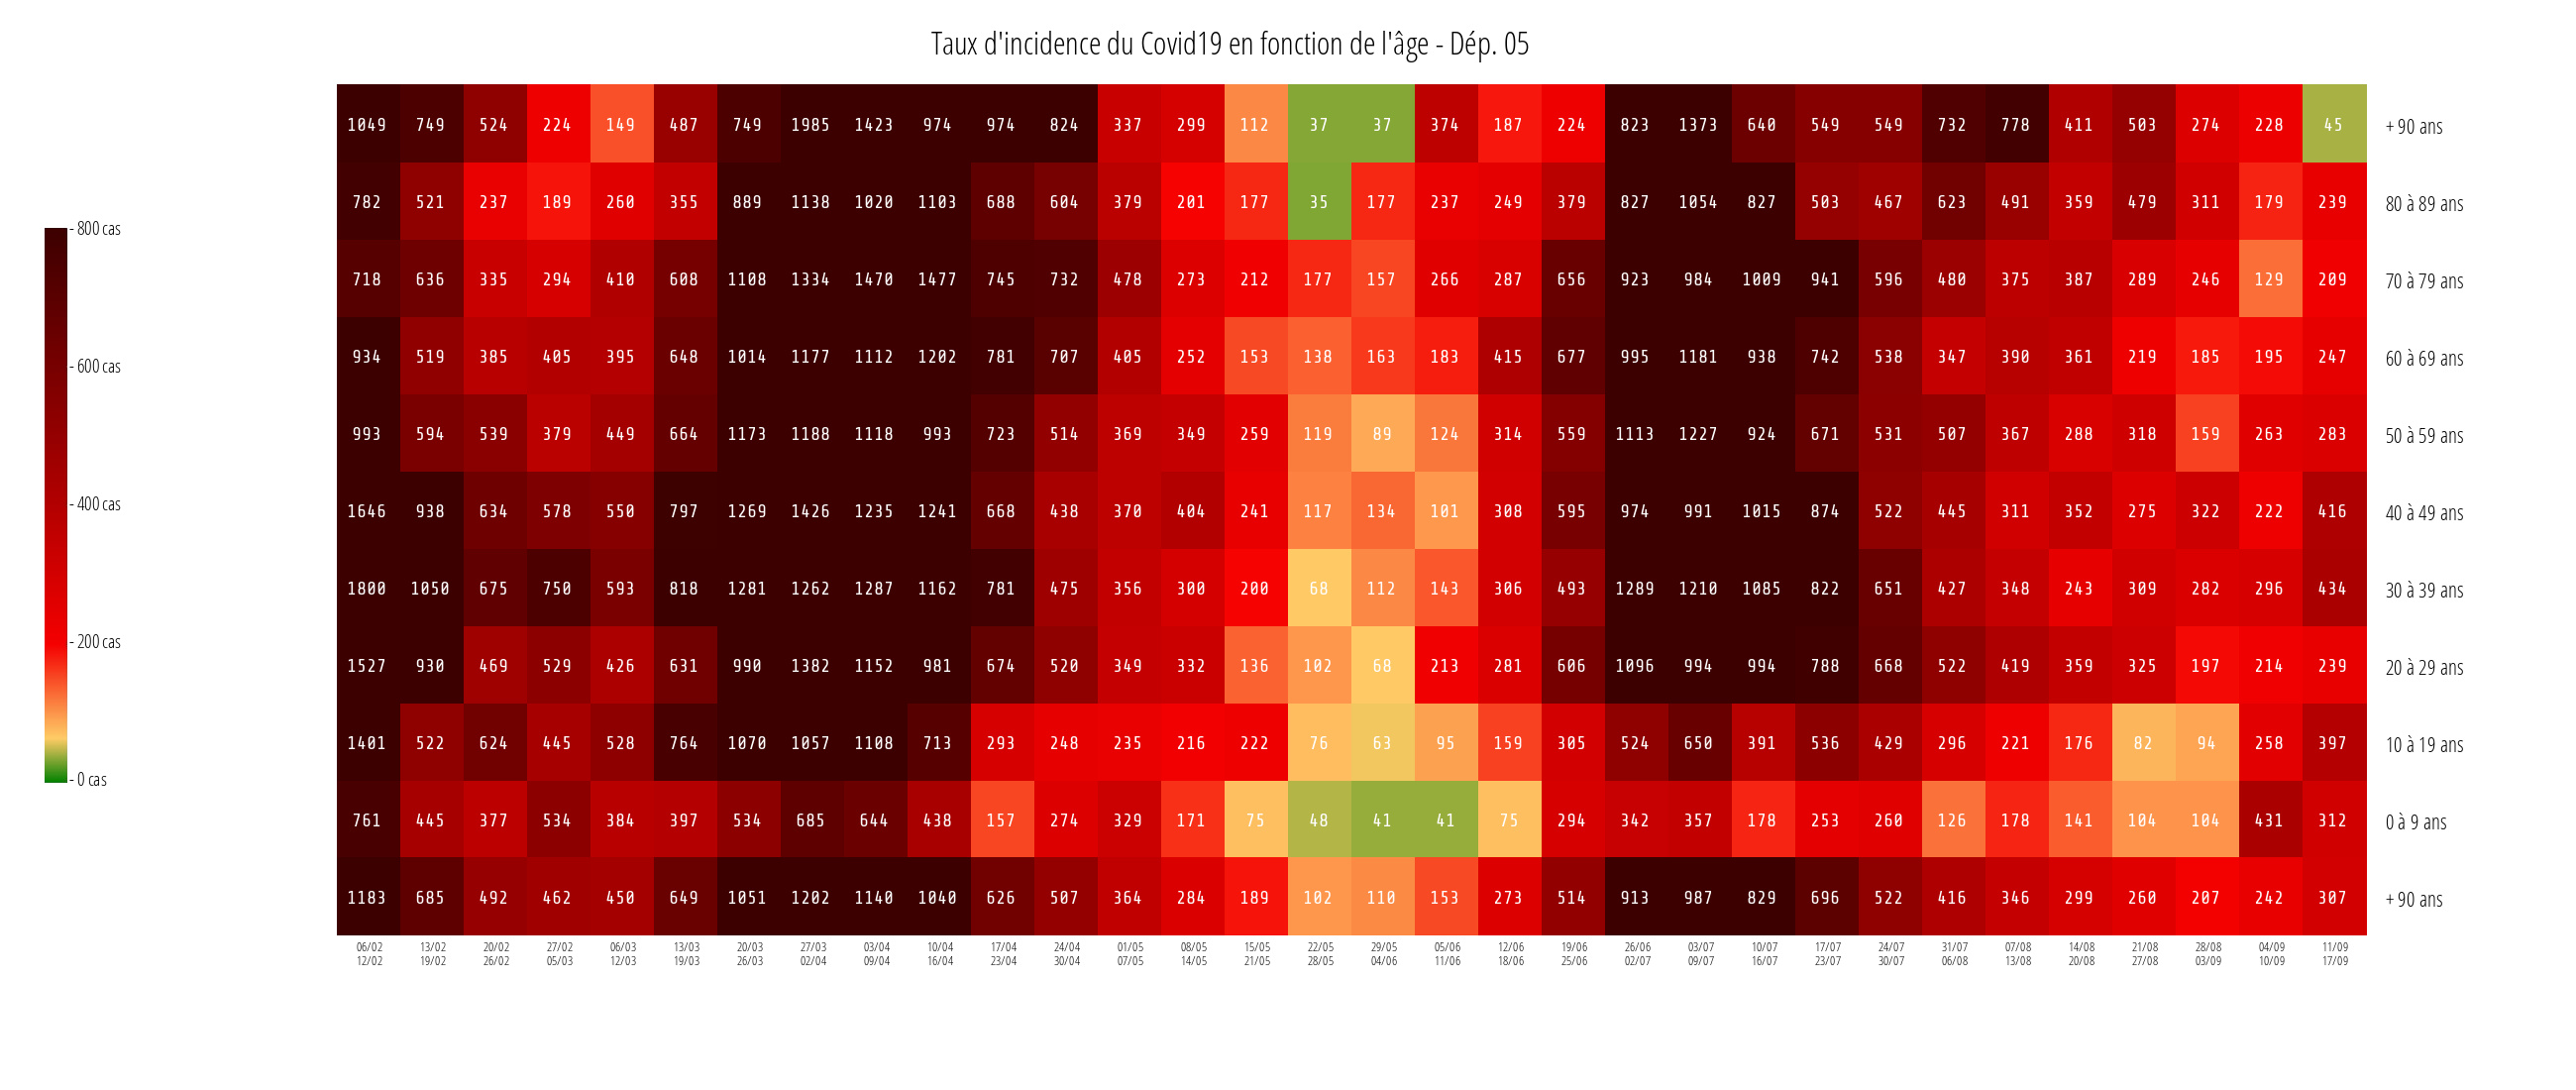 Taux d'incidence du Covid19 en fonction de l'âge - Dép. 05
- 800 cas
- 600 cas
- 400 cas
- 200 cas
- 0 cas
1049 749 524 224 149 487 749 1985 1423 974 974 824 337 299 112 37 37 374 187 224 823 1373 640 549 549 732 778 411 503 274 228 45 + 90 ans
782 521 237 189 260 355 889 1138 1020 1103 688 604 379 201 177 35 177 237 249 379 827 1054 827 503 467 623 491 359 479 311 179 239 80 à 89 ans
718 636 335 294 410 608 1108 1334 1470 1477 745 732 478 273 212 177 157 266 287 656 923 984 1009 941 596 480 375 387 289 246 129 209 70 à 79 ans
934 519 385 405 395 648 1014 1177 1112 1202 781 707 405 252 153 138 163 183 415 677 995 1181 938 742 538 347 390 361 219 185 195 247 60 à 69 ans
993 594 539 379 449 664 1173 1188 1118 993 723 514 369 349 259 119 89 124 314 559 1113 1227 924 671 531 507 367 288 318 159 263 283 50 à 59 ans
1646 938 634 578 550 797 1269 1426 1235 1241 668 438 370 404 241 117 134 101 308 595 974 991 1015 874 522 445 311 352 275 322 222 416 40 à 49 ans
1800 1050 675 750 593 818 1281 1262 1287 1162 781 475 356 300 200 68 112 143 306 493 1289 1210 1085 822 651 427 348 243 309 282 296 434 30 à 39 ans
1527 930 469 529 426 631 990 1382 1152 981 674 520 349 332 136 102 68 213 281 606 1096 994 994 788 668 522 419 359 325 197 214 239 20 à 29 ans
1401 522 624 445 528 764 1070 1057 1108 713 293 248 235 216 222 76 63 95 159 305 524 650 391 536 429 296 221 176 82 94 258 397 10 à 19 ans
761 445 377 534 384 397 534 685 644 438 157 274 329 171 75 48 41 41 75 294 342 357 178 253 260 126 178 141 104 104 431 312 0 à 9 ans
1183 685 492 462 450 649 1051 1202 1140 1040 626 507 364 284 189 102 110 153 273 514 913 987 829 696 522 416 346 299 260 207 242 307 + 90 ans
06/02 13/02 20/02 27/02 06/03 13/03 20/03 27/03 03/04 10/04 17/04 24/04 01/05 08/05 15/05 22/05 29/05 05/06 12/06 19/06 26/06 03/07 10/07 17/07 24/07 31/07 07/08 14/08 21/08 28/08 04/09 11/09
12/02 19/02 26/02 05/03 12/03 19/03 26/03 02/04 09/04 16/04 23/04 30/04 07/05 14/05 21/05 28/05 04/06 11/06 18/06 25/06 02/07 09/07 16/07 23/07 30/07 06/08 13/08 20/08 27/08 03/09 10/09 17/09